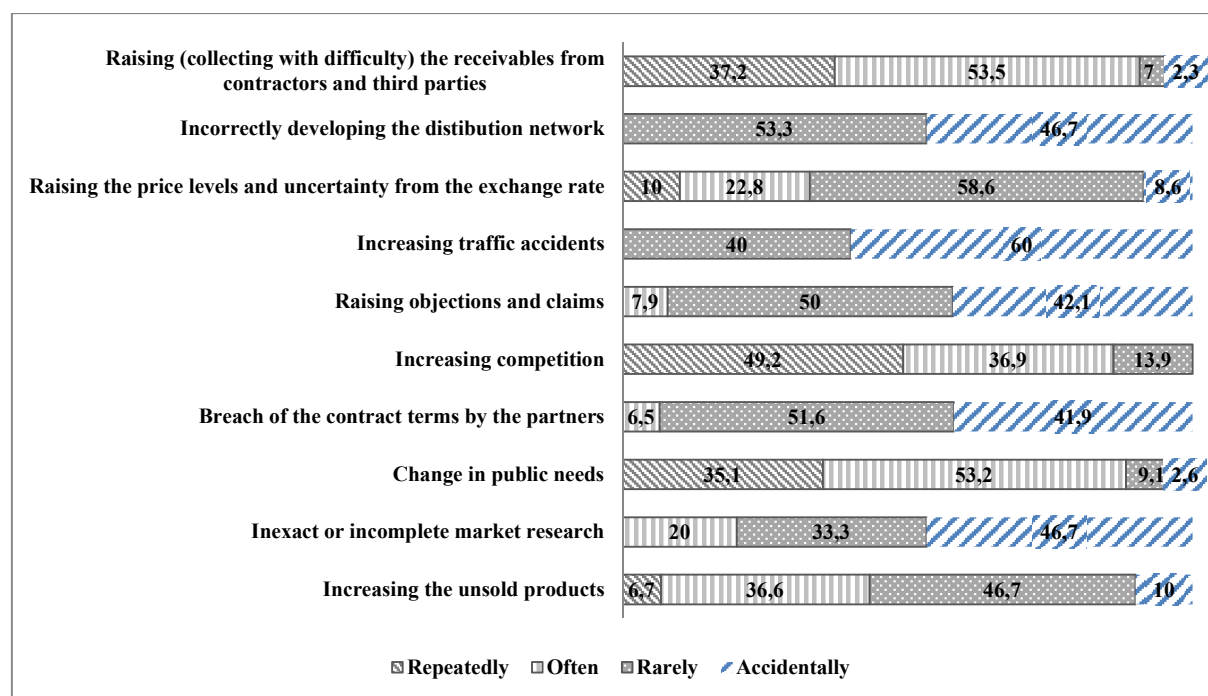 Raising (collecting with difficulty) the receivables from
contractors and third parties
37,2 53,5 7 2,3
Incorrectly developing the distibution network
53,3 46,7
Raising the price levels and uncertainty from the exchange rate
10 22,8 58,6 8,6
Increasing traffic accidents
40 60
Raising objections and claims
7,9 50 42,1
Increasing competition
49,2 36,9 13,9
Breach of the contract terms by the partners
6,5 51,6 41,9
Change in public needs
35,1 53,2 9,1 2,6
Inexact or incomplete market research
20 33,3 46,7
Increasing the unsold products
6,7 36,6 46,7 10
Repeatedly Often Rarely Accidentally